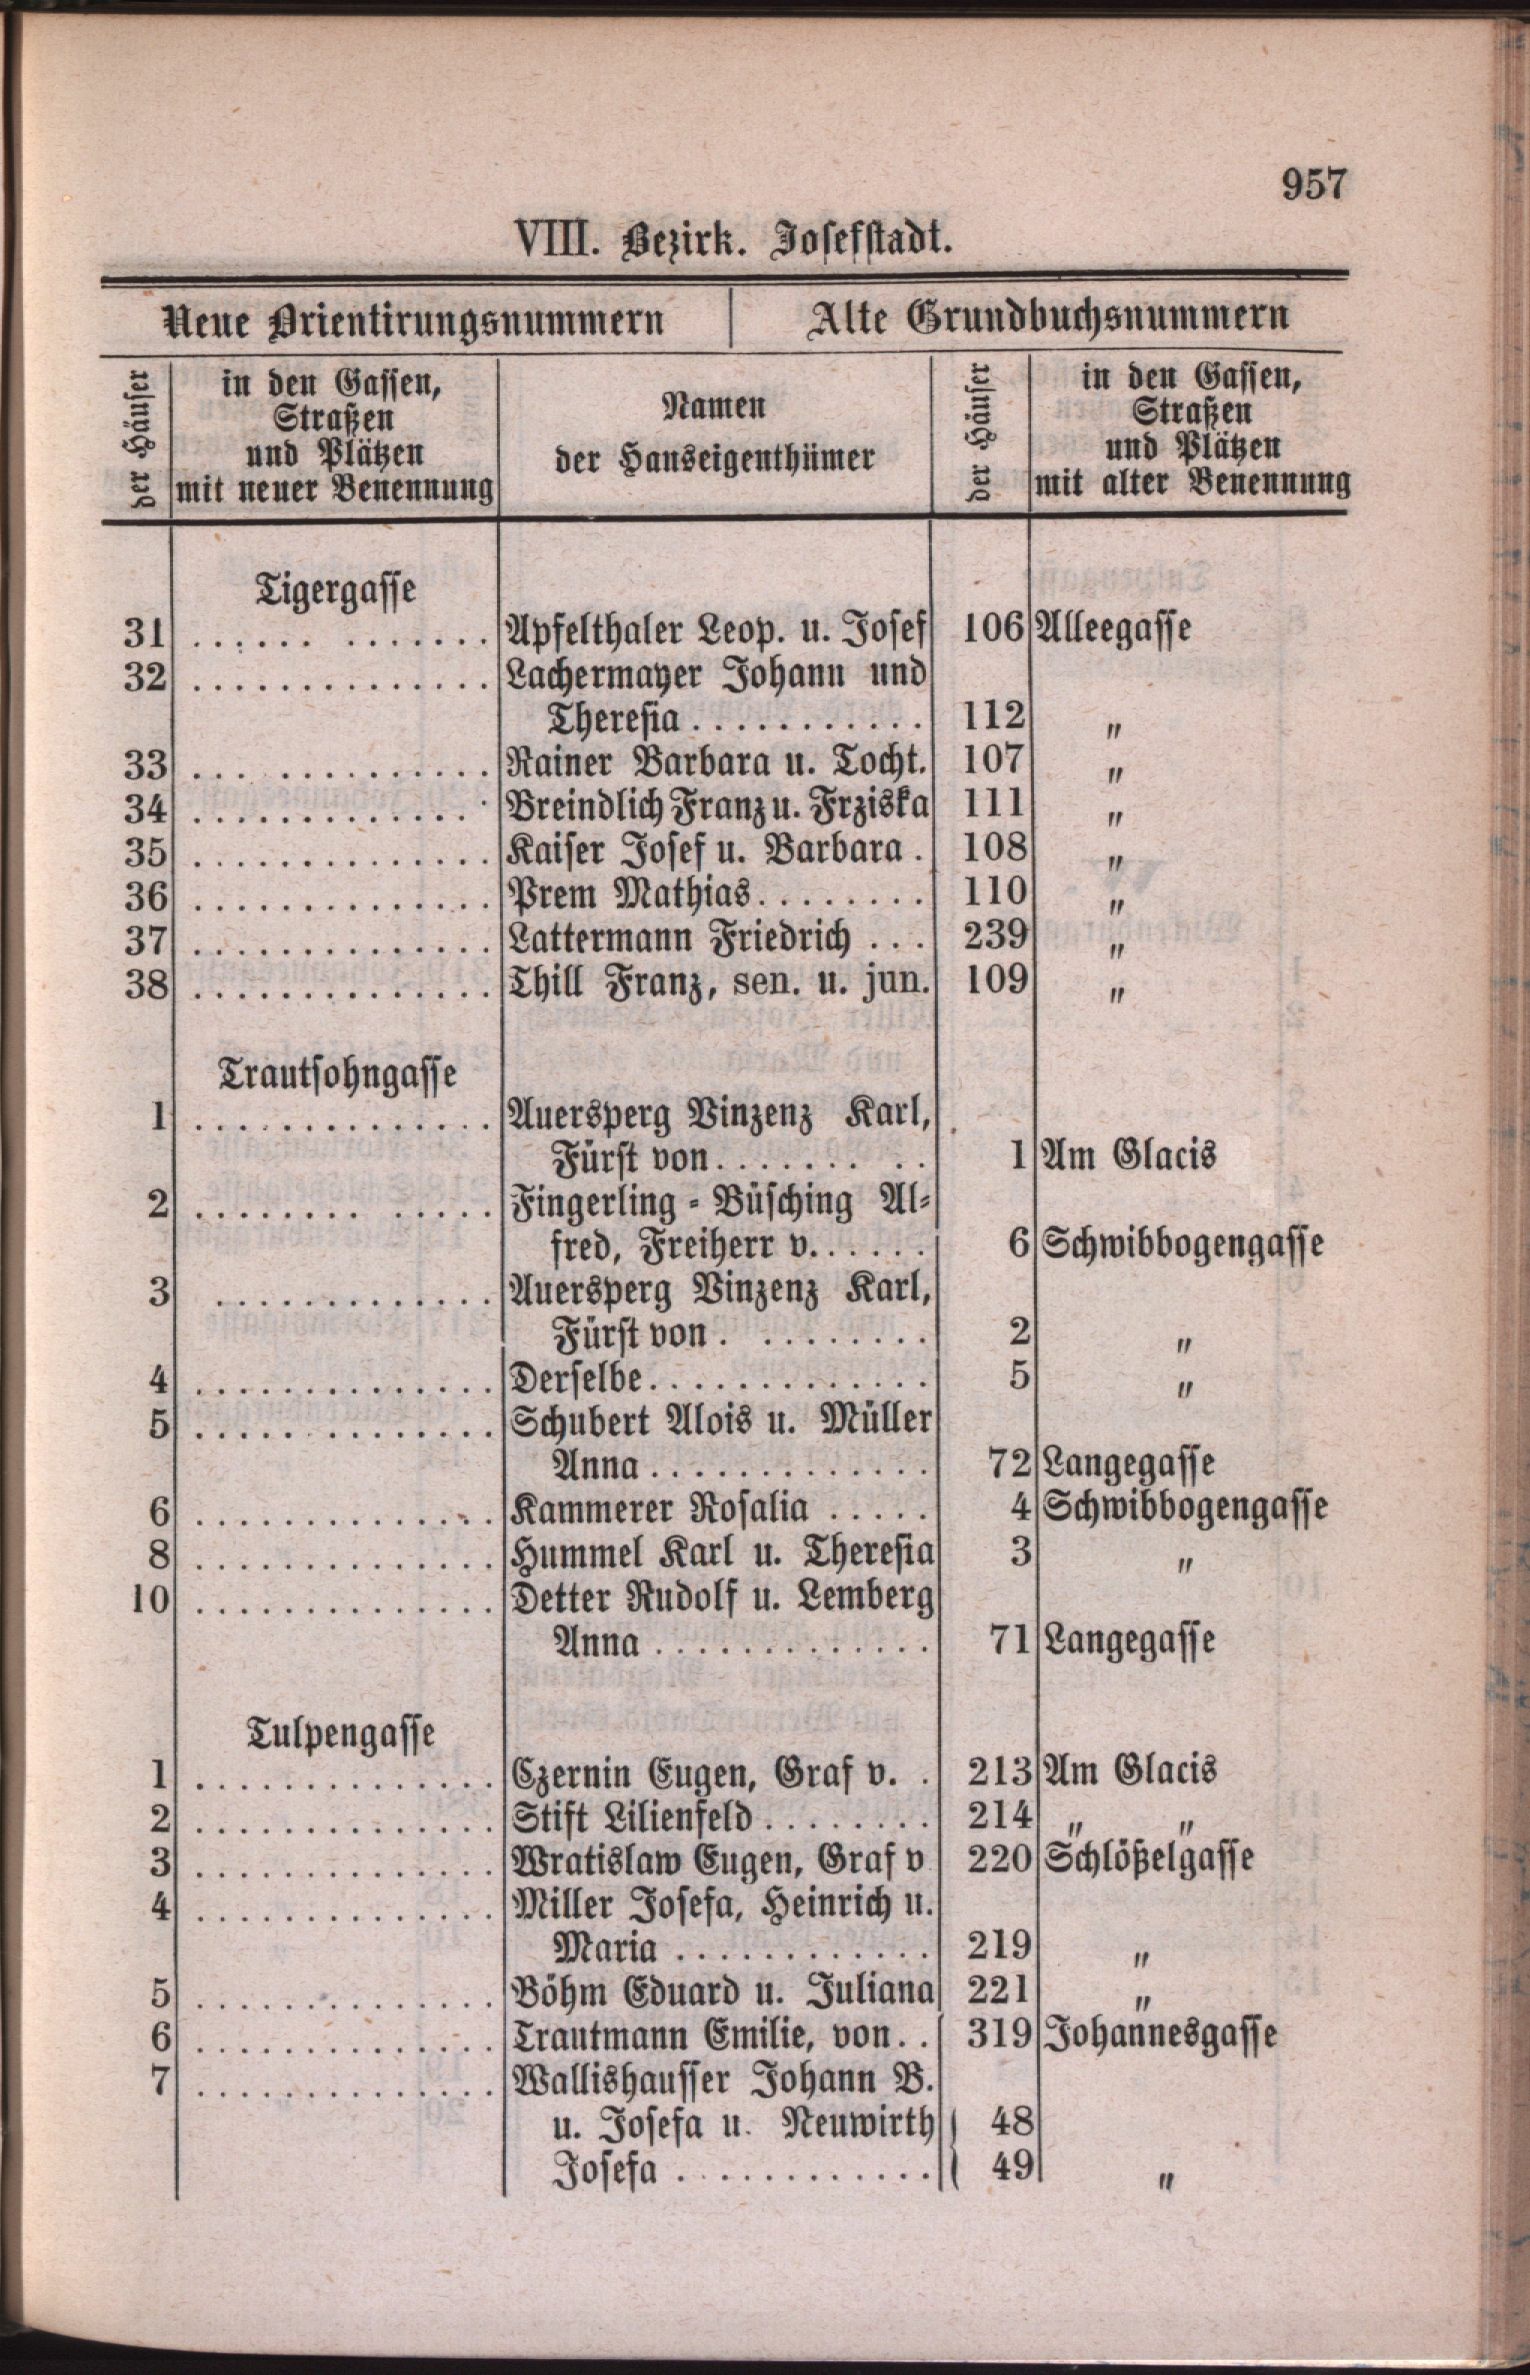 957
VIII. Bezirk. Josefstadt.
Neue Orientirungsnummern Alte Grundbuchsnummern
der Häuser
in den Gassen,
Straßen
und Plätzen
mit neuer Benennung
Namen
der Hauseigenthümer
der Häuser
in den Gassen,
Straßen
und Plätzen
mit alter Benennung
Tigergasse
31 ...... ....... Apfelthaler Leop. u. Josef 106 Alleegasse
32 .............. Lachermayer Johann und
Theresia........... 112 „
33 ... .......... Rainer Barbara u. Tocht. 107 „
34 .............. Breindlich Franz u. Frziska 111 „
35 .............. Kaiser Josef u. Barbara . 108 „
36 .............. Prem Mathias........ 110 „
37 .............. Lattermann Friedrich ... 239 „
38 .............. Thill Franz, sen. u. jun. 109 „
Trautsohngasse
1 .............. Auersperg Vinzenz Karl,
Fürst von....... .. 1 Am Glacis
2 ........ ..... Fingerling - Büsching Al-
fred, Freiherr v...... 6 Schwibbogengasse
3 ............. Auersperg Vinzenz Karl,
Fürst von . ........ 2 „
4 .............. Derselbe............. 5 „
5 .............. Schubert Alois u. Müller
Anna ............. 72 Langegasse
6 .............. Kammerer Rosalia ..... 4 Schwibbogengasse
8 .............. Hummel Karl u. Theresia 3 „
10 .............. Detter Rudolf u. Lemberg
Anna ............. 71 Langegasse
Tulpengasse
1 .............. Czernin Eugen, Graf v. . 213 Am Glacis
2 .............. Stift Lilienfeld ........ 214 „ „
3 .............. Wratislaw Eugen, Graf v 220 Schlößelgasse
4 .............. Miller Josefa, Heinrich u.
Maria ............ 219 „
5 .............. Böhm Eduard u. Juliana 221 „
6 .............. Trautmann Emilie, von.. 319 Johannesgasse
7 .............. Wallishausser Johann B.
u. Josefa u. Neuwirth } 48
Josefa ............ } 49 „